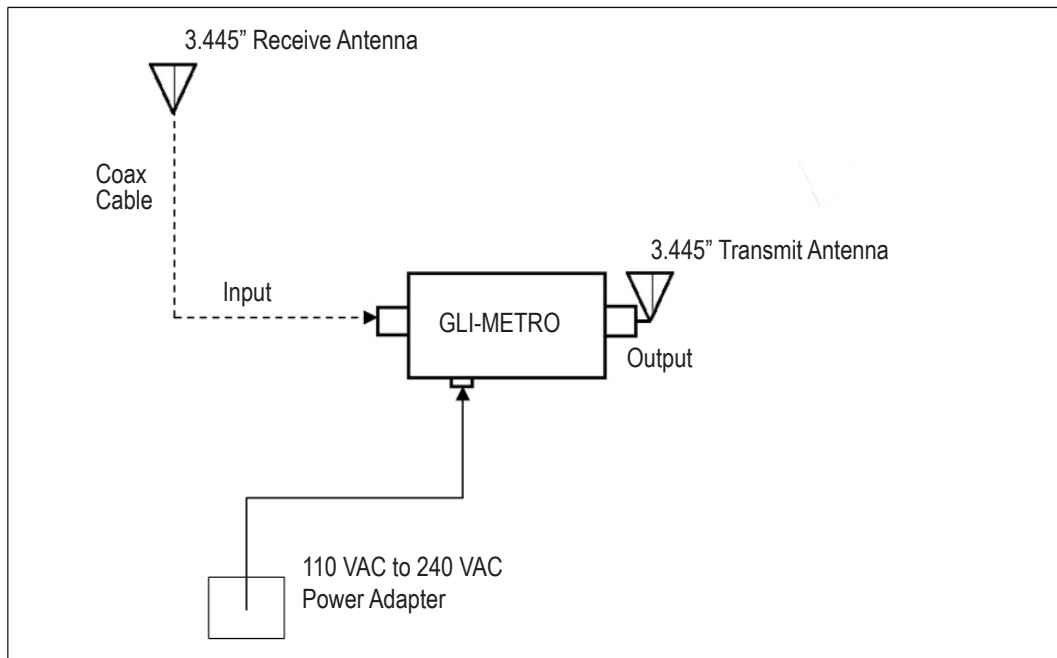 3.445” Receive Antenna
Coax
Cable
3.445” Transmit Antenna
Input
GLI-METRO
Output
110 VAC to 240 VAC
Power Adapter